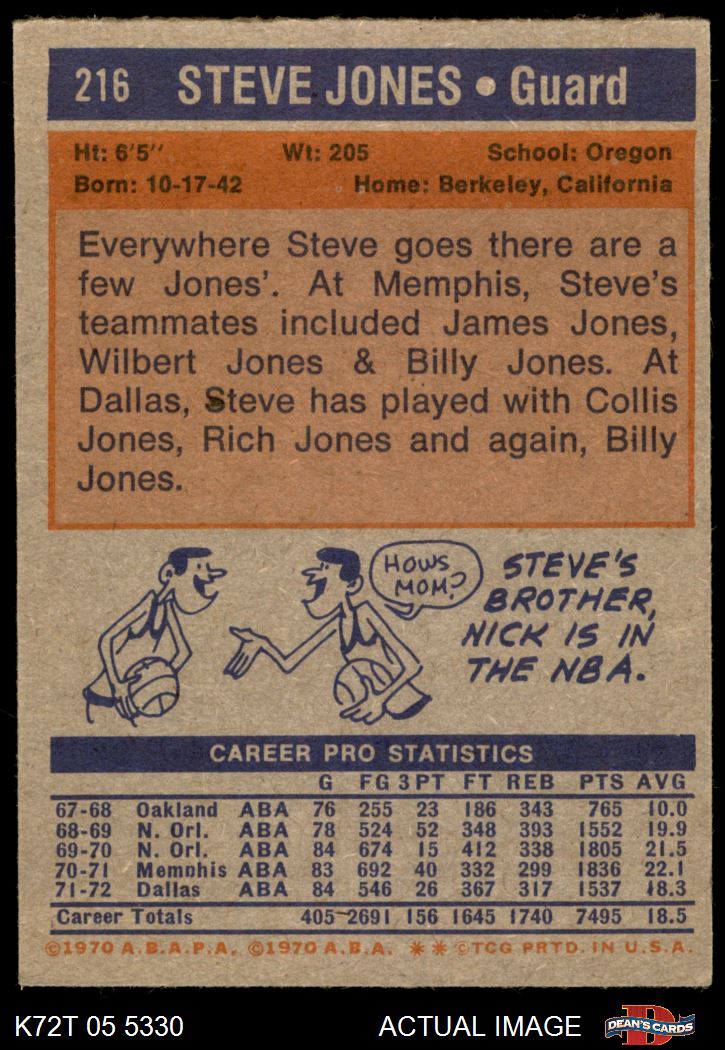 216 STEVE JONES • Guard
Ht: 6'5'' Wt: 205 School: Oregon
Born: 10-17-42 Home: Berkeley, California
Everywhere Steve goes there are a
few Jones'. At Memphis, Steve's
teammates included James Jones,
Wilbert Jones & Billy Jones. At
Dallas, Steve has played with Collis
Jones, Rich Jones and again, Billy
Jones.
HOWS
MOM?
STEVE'S
BROTHER,
NICK IS IN
THE NBA.
CAREER PRO STATISTICS
G FG 3PT FT REB PTS AVG
67-68 Oakland ABA 76 255 23 186 343 765 10.0
68-69 N. Orl. ABA 78 524 52 348 393 1552 19.9
69-70 N. Orl. ABA 84 674 15 412 338 1805 21.5
70-71 Memphis ABA 83 692 40 332 299 1836 22.1
71-72 Dallas ABA 84 546 26 367 317 1537 18.3
Career Totals 405 2691 156 1645 1740 7495 18.5
©1970 A.B.A.P.A. ©1970 A.B.A. ** ©TCG PRTD. IN U.S.A.
K72T 05 5330 ACTUAL IMAGE
D
DEAN'S CARDS